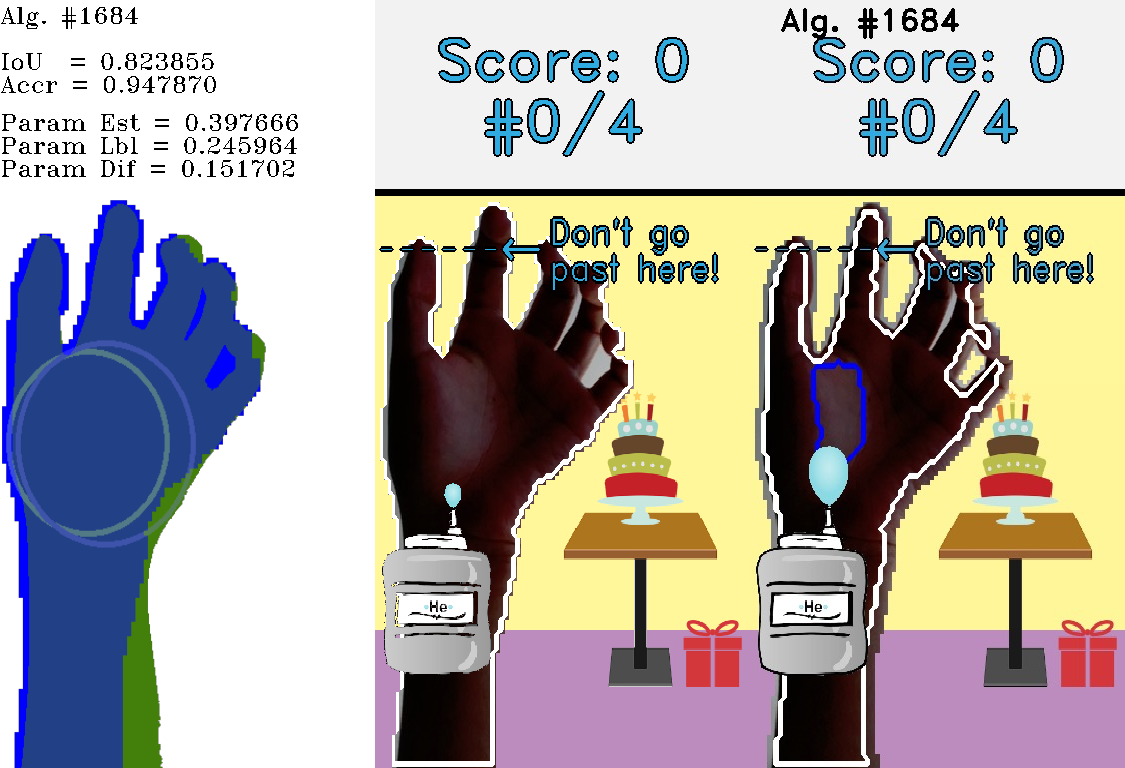 Alg. #1684
IoU = 0.823855
Accr = 0.947870
Param Est = 0.397666
Param Lbl = 0.245964
Param Dif = 0.151702
Score: 0
#0/4
Don't go
past here!
He
Alg. #1684
Score: 0
#0/4
Don't go
past here!
He